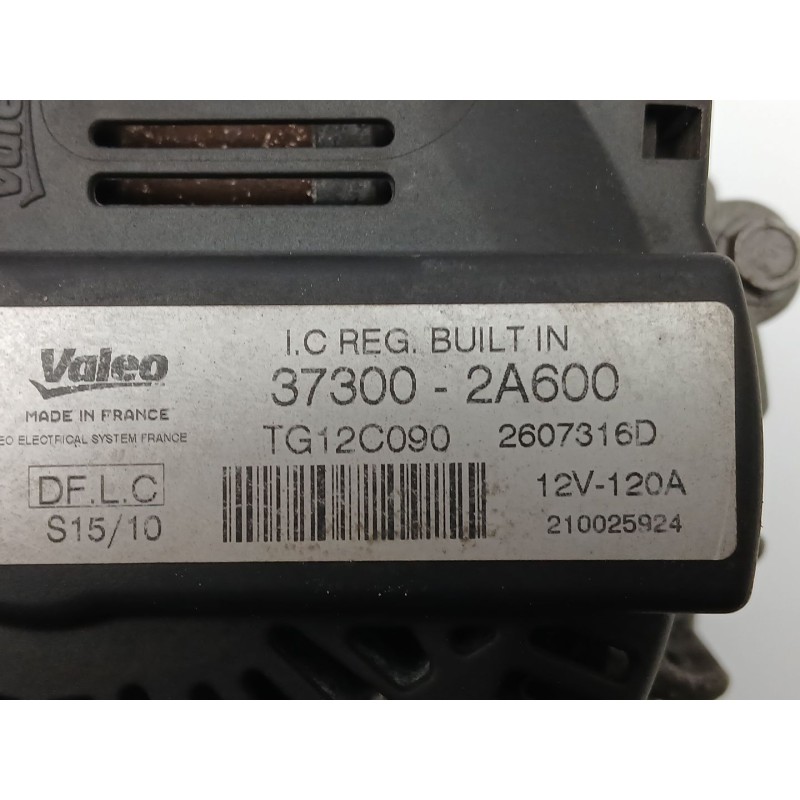 Valeo
I.C REG. BUILT IN
Valeo
37300 - 2A600
MADE IN FRANCE
TG12C090 2607316D
ELECTRICAL SYSTEM FRANCE
DF.L.C
12V-120A
S15/10
210025924